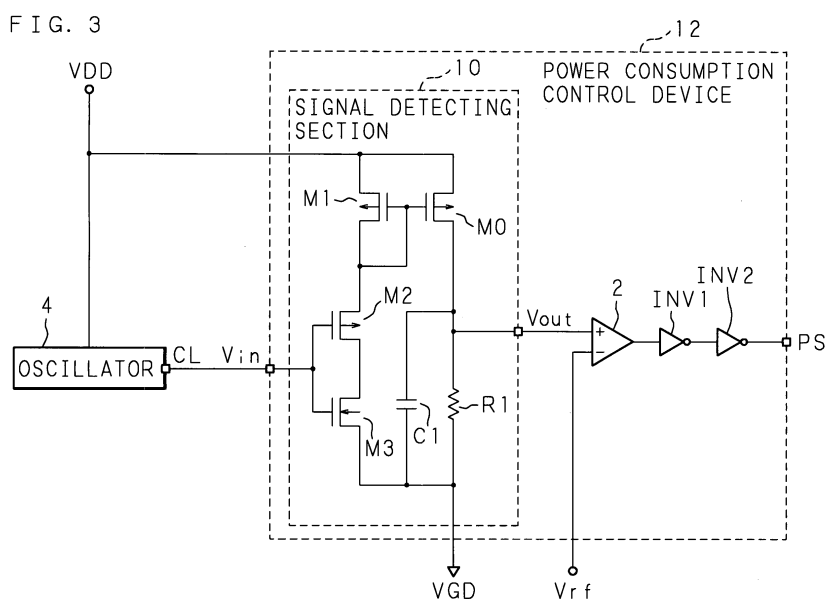 FIG. 3
12
VDD
10
POWER CONSUMPTION
CONTROL DEVICE
SIGNAL DETECTING
SECTION
M1
M0
4
M2
2
INV1
INV2
OSCILLATOR
CL
Vin
Vout
+
−
PS
M3
C1
R1
VGD
Vrf